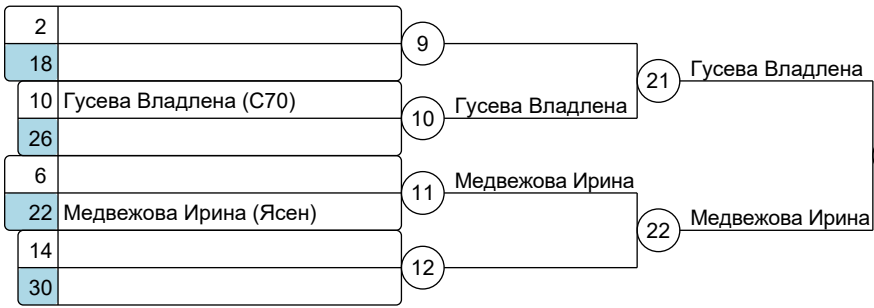 2
9
18
21 Гусева Владлена
10 Гусева Владлена (С70)
10 Гусева Владлена
26
6
11 Медвежова Ирина
22 Медвежова Ирина (Ясен)
22 Медвежова Ирина
14
12
30